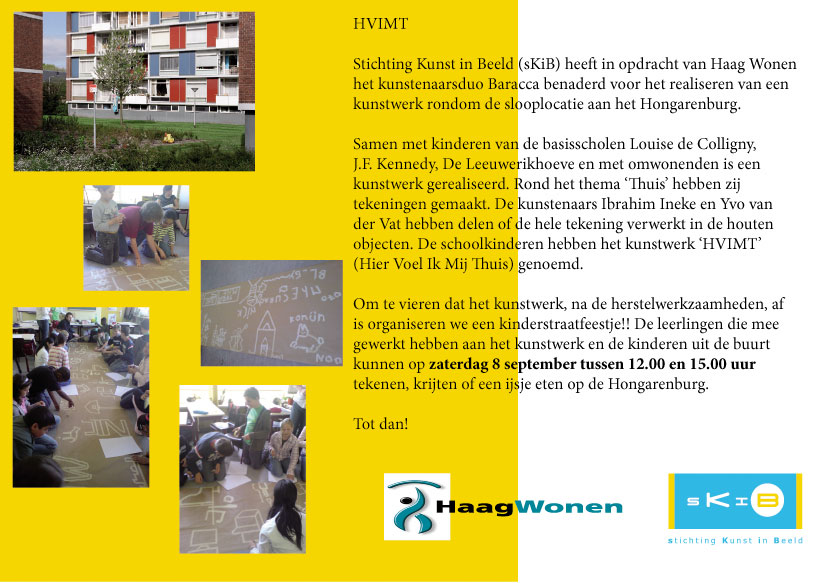 HVIMT
Stichting Kunst in Beeld (sKiB) heeft in opdracht van Haag Wonen
het kunstenaarsduo Baracca benaderd voor het realiseren van een
kunstwerk rondom de slooplocatie aan het Hongarenburg.
Samen met kinderen van de basisscholen Louise de Colligny,
J.F. Kennedy, De Leeuwerikhoeve en met omwonenden is een
kunstwerk gerealiseerd. Rond het thema ‘Thuis’ hebben zij
tekeningen gemaakt. De kunstenaars Ibrahim Ineke en Yvo van
der Vat hebben delen of de hele tekening verwerkt in de houten
objecten. De schoolkinderen hebben het kunstwerk ‘HVIMT’
(Hier Voel Ik Mij Thuis) genoemd.
Om te vieren dat het kunstwerk, na de herstelwerkzaamheden, af
is organiseren we een kinderstraatfeestje!! De leerlingen die mee
gewerkt hebben aan het kunstwerk en de kinderen uit de buurt
kunnen op zaterdag 8 september tussen 12.00 en 15.00 uur
tekenen, krijten of een ijsje eten op de Hongarenburg.
Tot dan!
HaagWonen
sKiB
stichting Kunst in Beeld
konijn